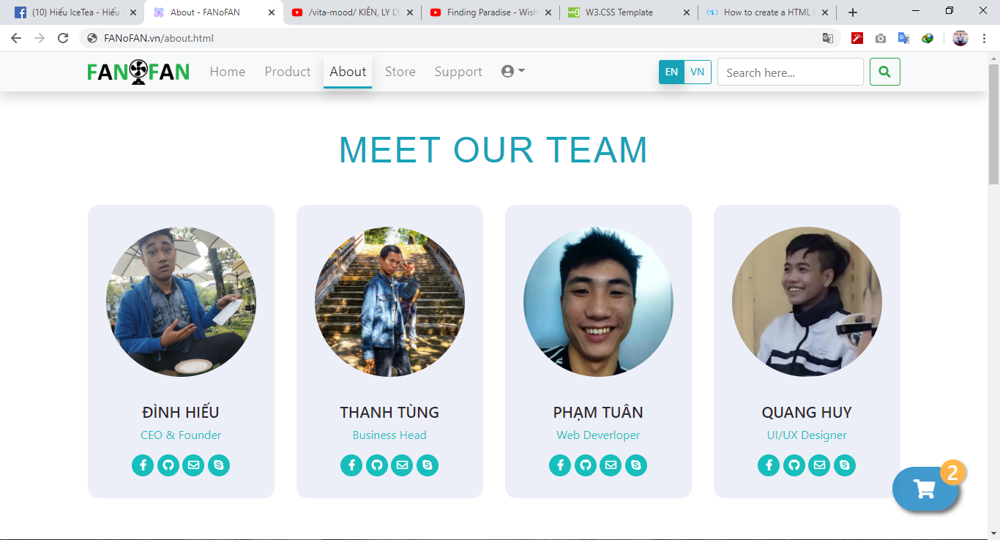 (10) Hiếu IceTea - Hiếu
About - FANoFAN
/vita-mood/ KIÊN, LY LY
Finding Paradise - Wish
W3.CSS Template
How to create a HTML
FANoFAN.vn/about.html
FAN FAN
Home
Product
About
Store
Support
EN
VN
Search here...
MEET OUR TEAM
ĐÌNH HIẾU
CEO & Founder
THANH TÙNG
Business Head
PHẠM TUÂN
Web Deverloper
QUANG HUY
UI/UX Designer
2